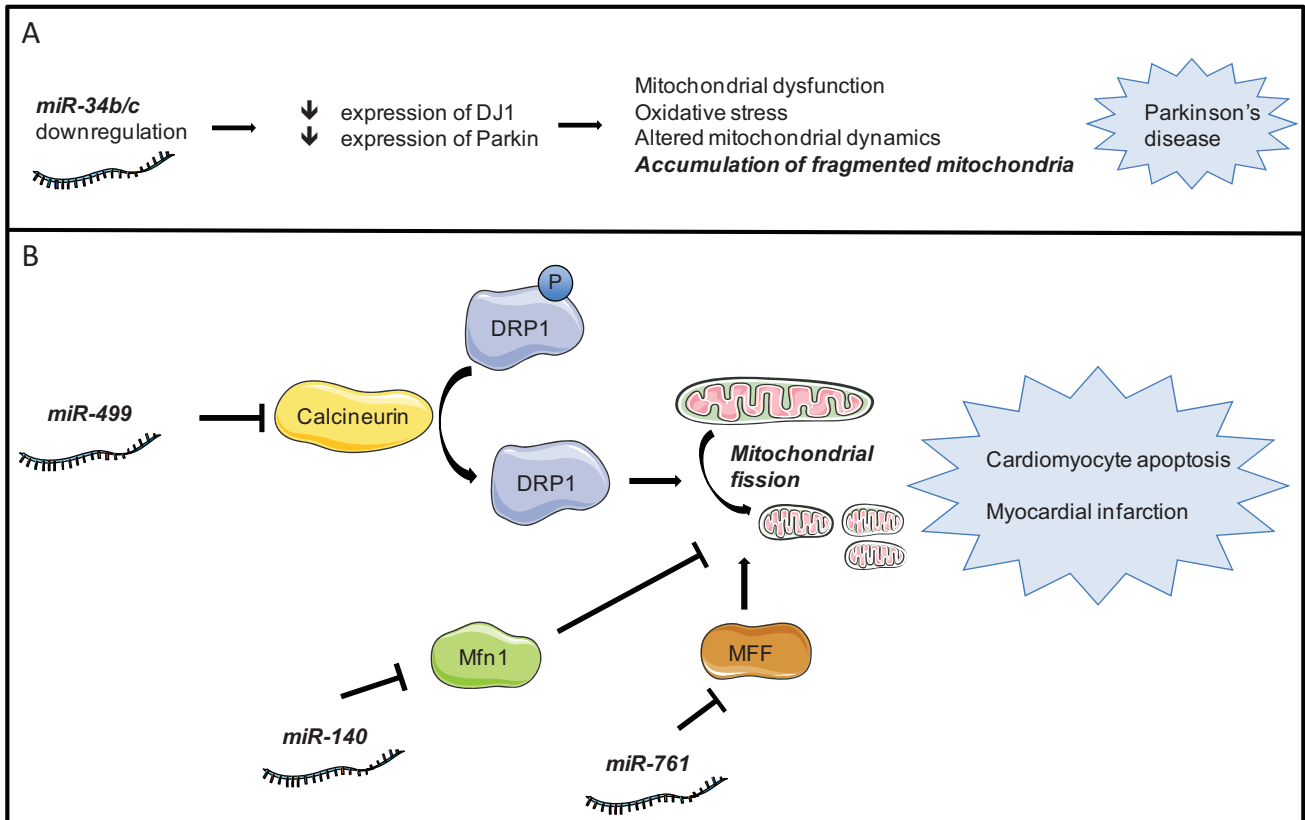 A
miR-34b/c
downregulation
expression of DJ1
expression of Parkin
Mitochondrial dysfunction
Oxidative stress
Altered mitochondrial dynamics
Accumulation of fragmented mitochondria
Parkinson's
disease
B
P
DRP1
miR-499
Calcineurin
DRP1
Mitochondrial
fission
Cardiomyocyte apoptosis
Myocardial infarction
Mfn1
MFF
miR-140
miR-761